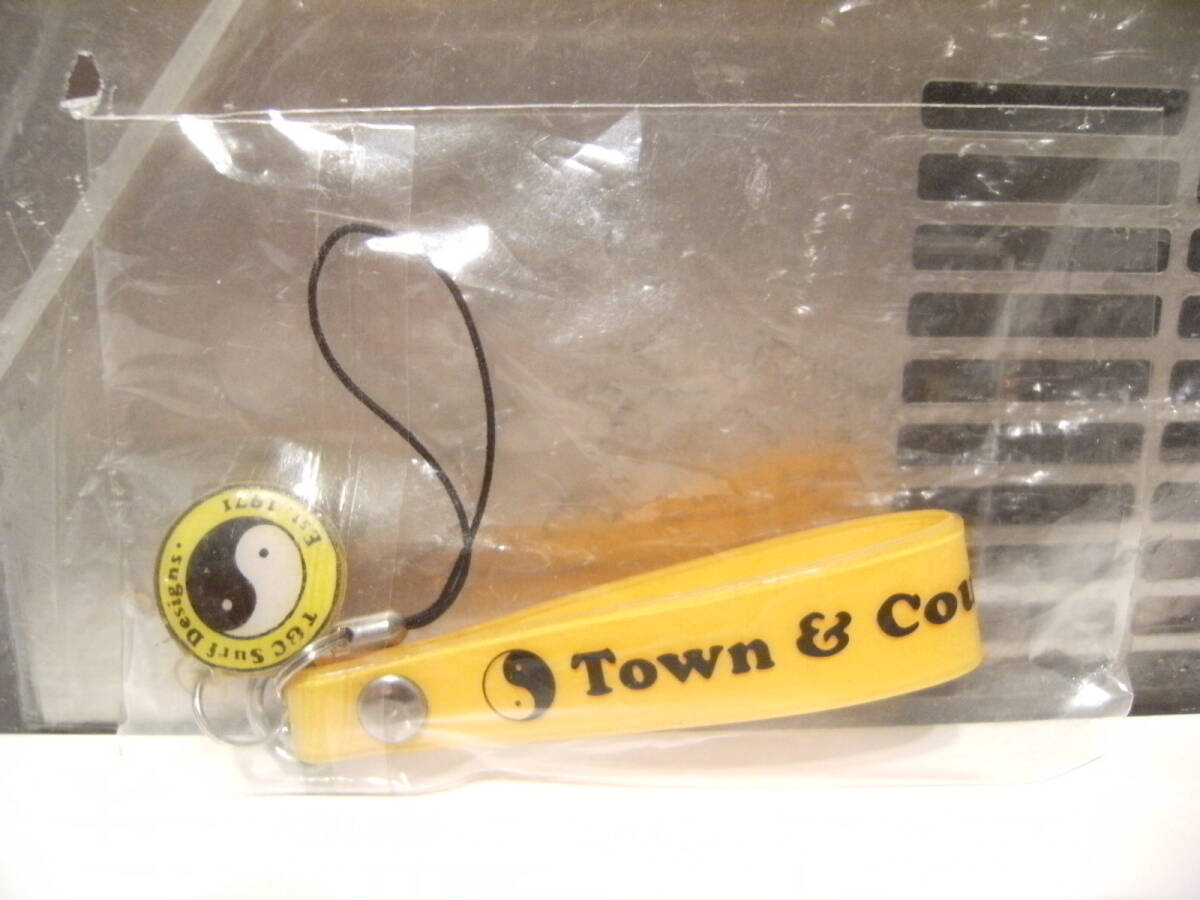 Est. 1971
T&C Surf Designs.
Town & Cou